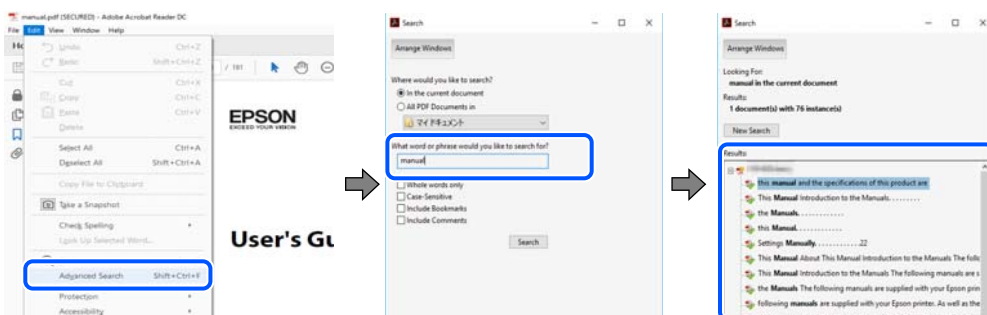 manual.pdf (SECURED) - Adobe Acrobat Reader DC
File Edit View Window Help
Undo Ctrl+Z
Redo Shift+Ctrl+Z
Cut Ctrl+X
Copy Ctrl+C
Paste Ctrl+V
Delete
Select All Ctrl+A
Deselect All Shift+Ctrl+A
Copy File to Clipboard
Take a Snapshot
Check Spelling
Look Up Selected Word...
Advanced Search Shift+Ctrl+F
Protection
Accessibility
/ 191
EPSON
EXCEED YOUR VISION
User's Gu
Search
Arrange Windows
Where would you like to search?
In the current document
All PDF Documents in
マイ ドキュメント
What word or phrase would you like to search for?
manual
Whole words only
Case-Sensitive
Include Bookmarks
Include Comments
Search
Search
Arrange Windows
Looking For:
manual in the current document
Results:
1 document(s) with 76 instance(s)
New Search
Results:
this manual and the specifications of this product are
This Manual Introduction to the Manuals. . . . . . . . .
the Manuals. . . . . . . . . . . . .
this Manual. . . . . . . . . . . . .
Settings Manually. . . . . . . . . . . . .22
This Manual About This Manual Introduction to the Manuals The follo
This Manual Introduction to the Manuals The following manuals are s
the Manuals The following manuals are supplied with your Epson prin
following manuals are supplied with your Epson printer. As well as the